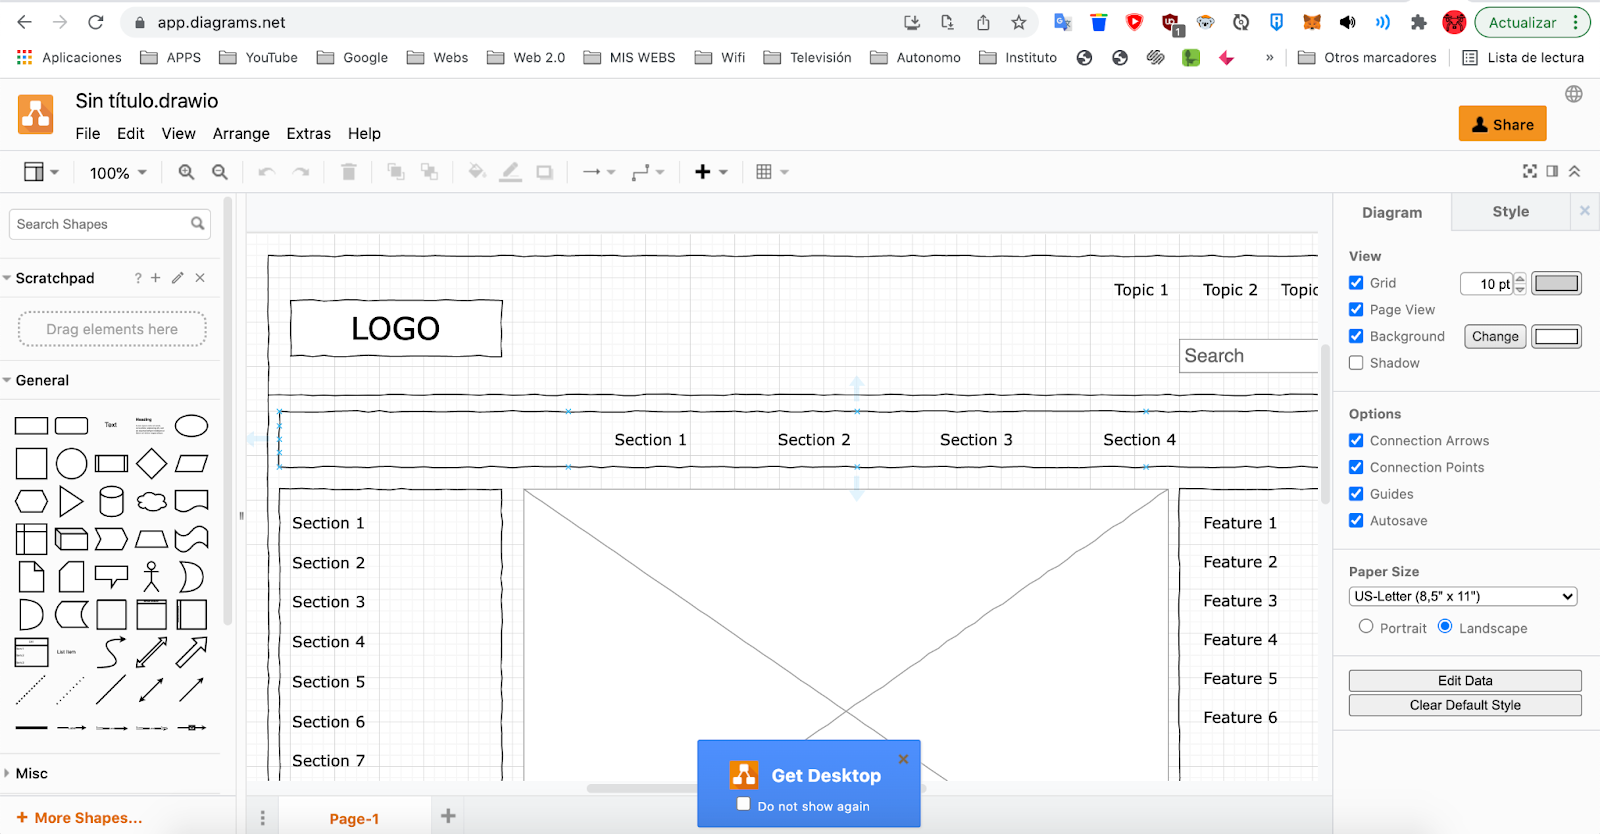 app.diagrams.net
1
Actualizar
Aplicaciones
APPS
YouTube
Google
Webs
Web 2.0
MIS WEBS
Wifi
Televisión
Autonomo
Instituto
»
Otros marcadores
Lista de lectura
Sin título.drawio
File Edit View Arrange Extras Help
Share
100%
Search Shapes
Scratchpad
?
Drag elements here
General
Text
Heading
List Item
Misc
+ More Shapes...
LOGO
Topic 1 Topic 2 Topic
Search
Section 1 Section 2 Section 3 Section 4
Section 1
Section 2
Section 3
Section 4
Section 5
Section 6
Section 7
Feature 1
Feature 2
Feature 3
Feature 4
Feature 5
Feature 6
Get Desktop
Do not show again
Page-1
Diagram
Style
View
Grid
10 pt
Page View
Background
Change
Shadow
Options
Connection Arrows
Connection Points
Guides
Autosave
Paper Size
US-Letter (8,5" x 11")
Portrait
Landscape
Edit Data
Clear Default Style